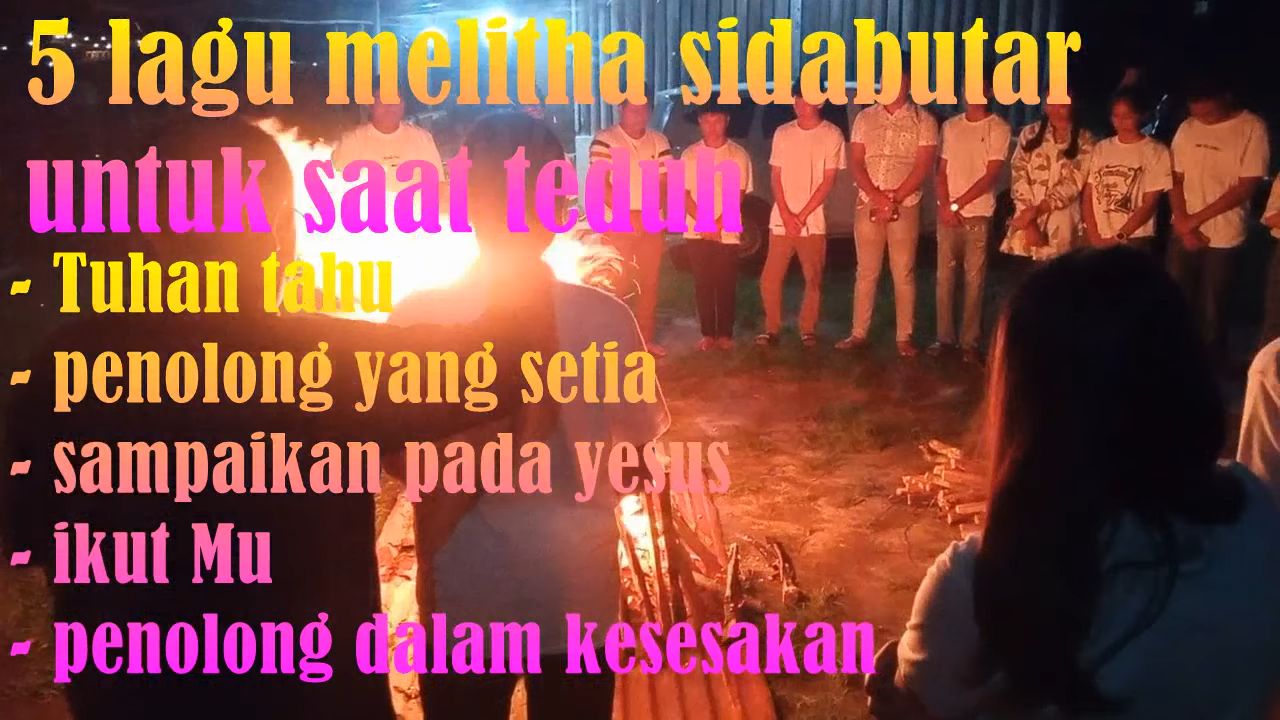 5 lagu melitha sidabutar
untuk saat teduh
- Tuhan tahu
- penolong yang setia
- sampaikan pada yesus
- ikut Mu
- penolong dalam kesesakan